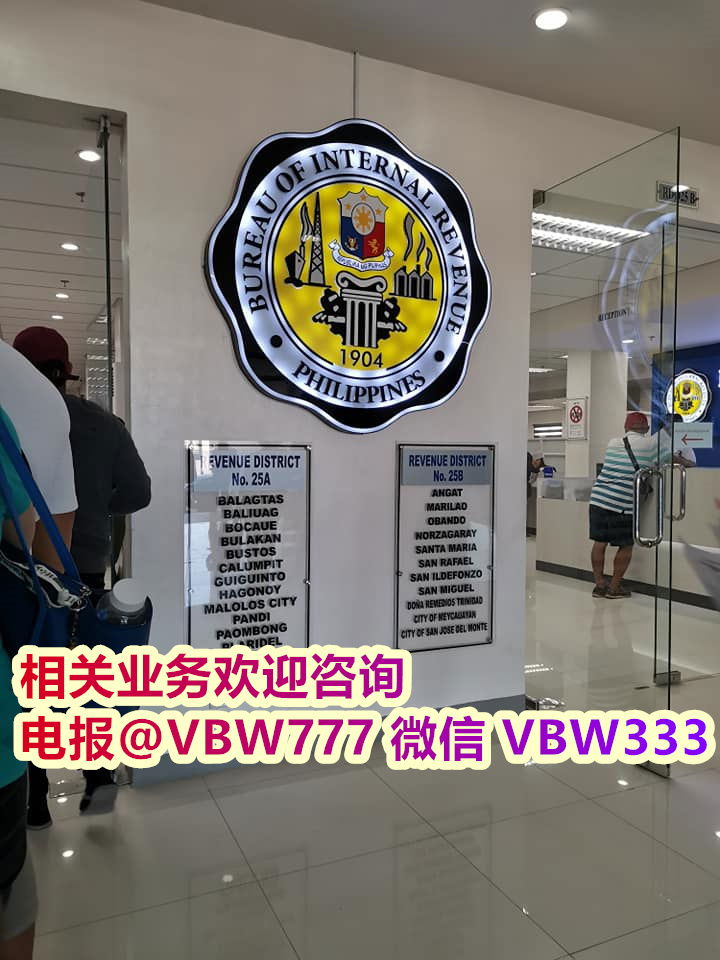 BUREAU OF INTERNAL REVENUE
1904
PHILIPPINES
RDO 25 B
RECEPTION
REVENUE DISTRICT
No. 25A
BALAGTAS
BALIUAG
BOCAUE
BULAKAN
BUSTOS
CALUMPIT
GUIGUINTO
HAGONOY
MALOLOS CITY
PANDI
PAOMBONG
PLARIDEL
REVENUE DISTRICT
No. 25B
ANGAT
MARILAO
OBANDO
NORZAGARAY
SANTA MARIA
SAN RAFAEL
SAN ILDEFONZO
SAN MIGUEL
DOÑA REMEDIOS TRINIDAD
CITY OF MEYCAUAYAN
CITY OF SAN JOSE DEL MONTE
相关业务欢迎咨询
电报@VBW777 微信 VBW333